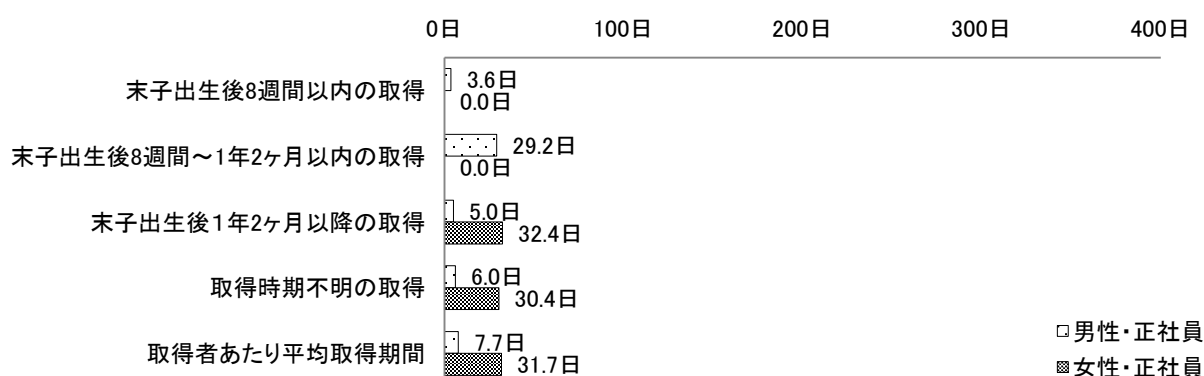 0日 100日 200日 300日 400日
末子出生後8週間以内の取得
3.6日
0.0日
末子出生後8週間～1年2ヶ月以内の取得
29.2日
0.0日
末子出生後１年2ヶ月以降の取得
5.0日
32.4日
取得時期不明の取得
6.0日
30.4日
取得者あたり平均取得期間
7.7日
31.7日
男性・正社員
女性・正社員